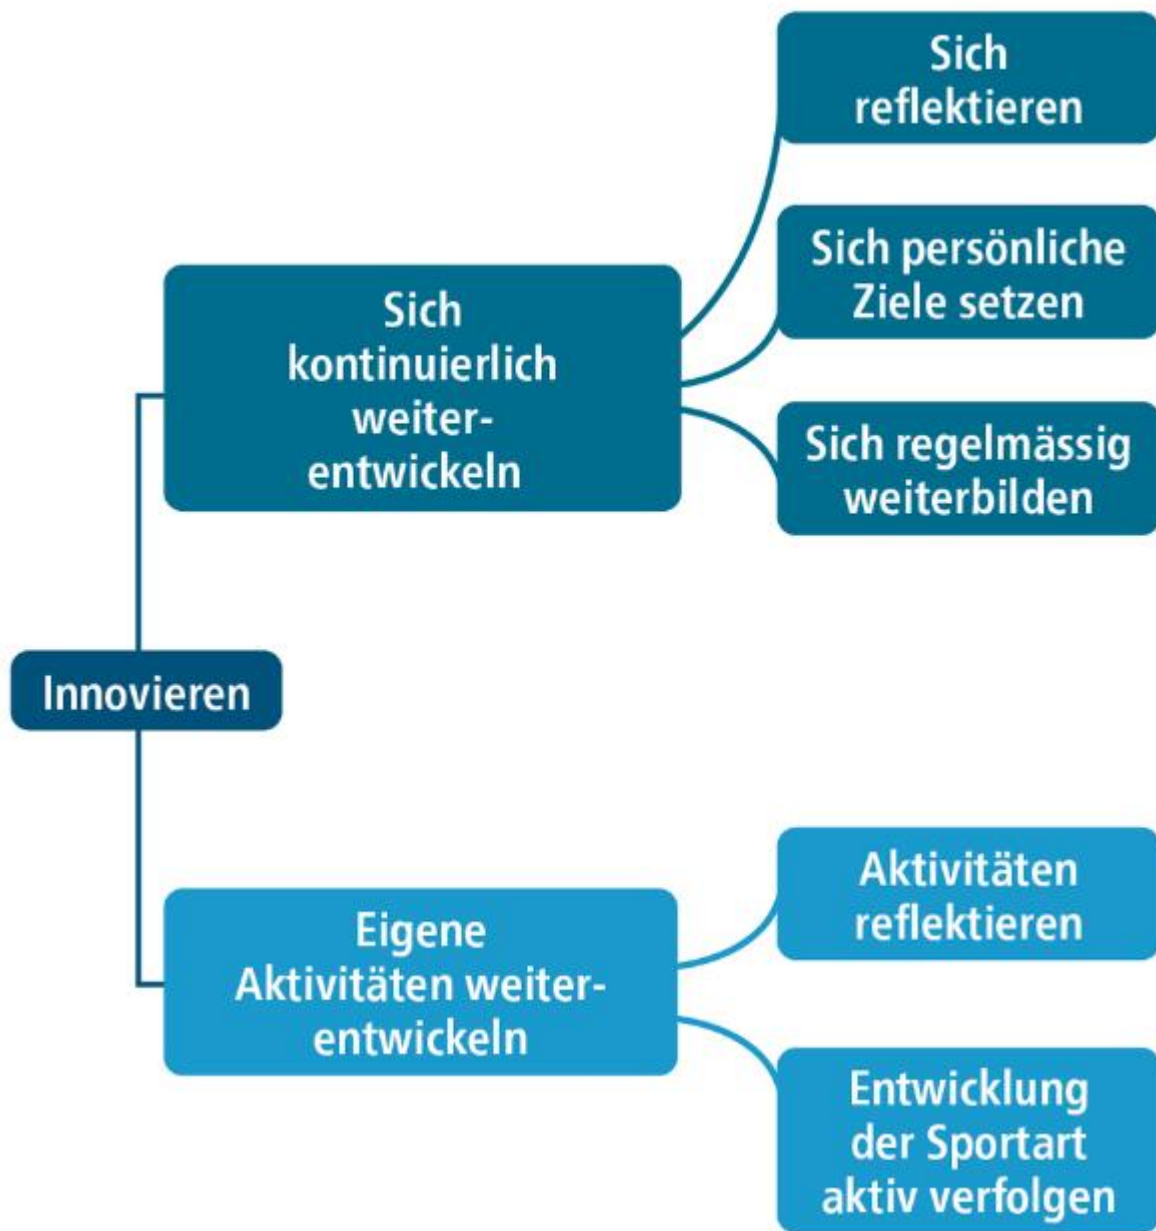 Sich
reflektieren
Sich persönliche
Ziele setzen
Sich
kontinuierlich
weiter-
entwickeln
Sich regelmässig
weiterbilden
Innovieren
Aktivitäten
reflektieren
Eigene
Aktivitäten weiter-
entwickeln
Entwicklung
der Sportart
aktiv verfolgen